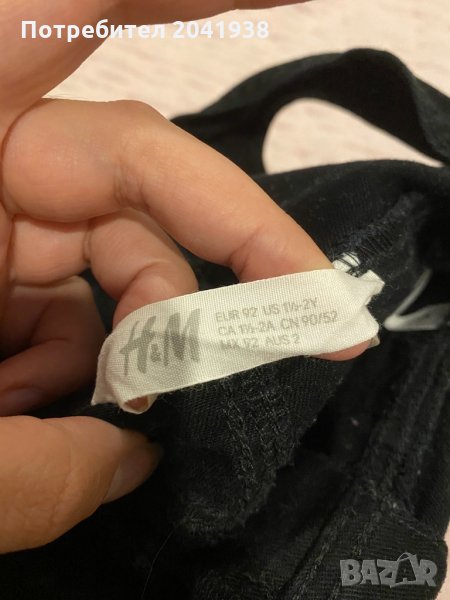 Потребител 2041938
H&M
EUR 92 US 1½-2Y
CA 1½-2A CN 90/52
MX 92 AUS 2
BAZAR